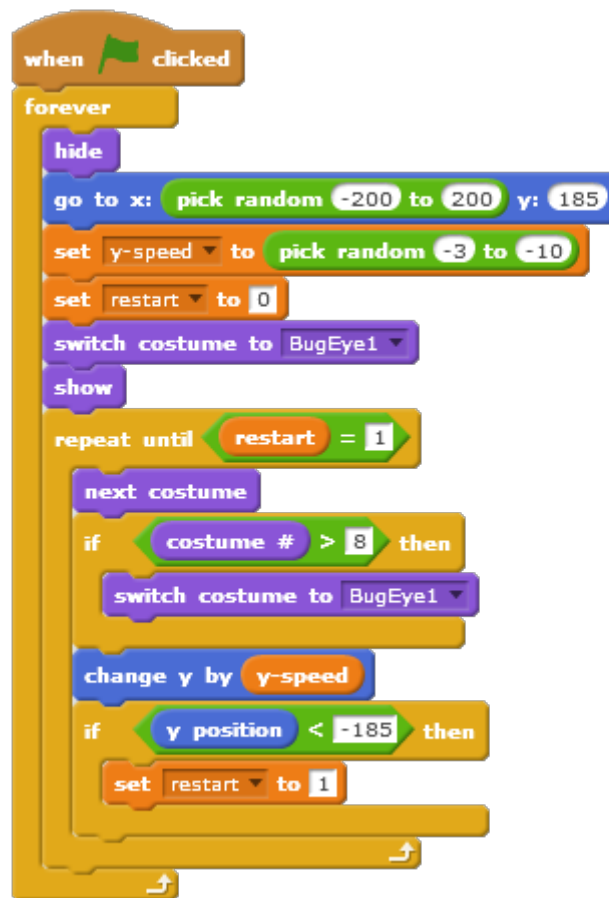 when clicked
forever
hide
go to x: pick random -200 to 200 y: 185
set y-speed to pick random -3 to -10
set restart to 0
switch costume to BugEye1
show
repeat until restart = 1
next costume
if costume # > 8 then
switch costume to BugEye1
change y by y-speed
if y position < -185 then
set restart to 1